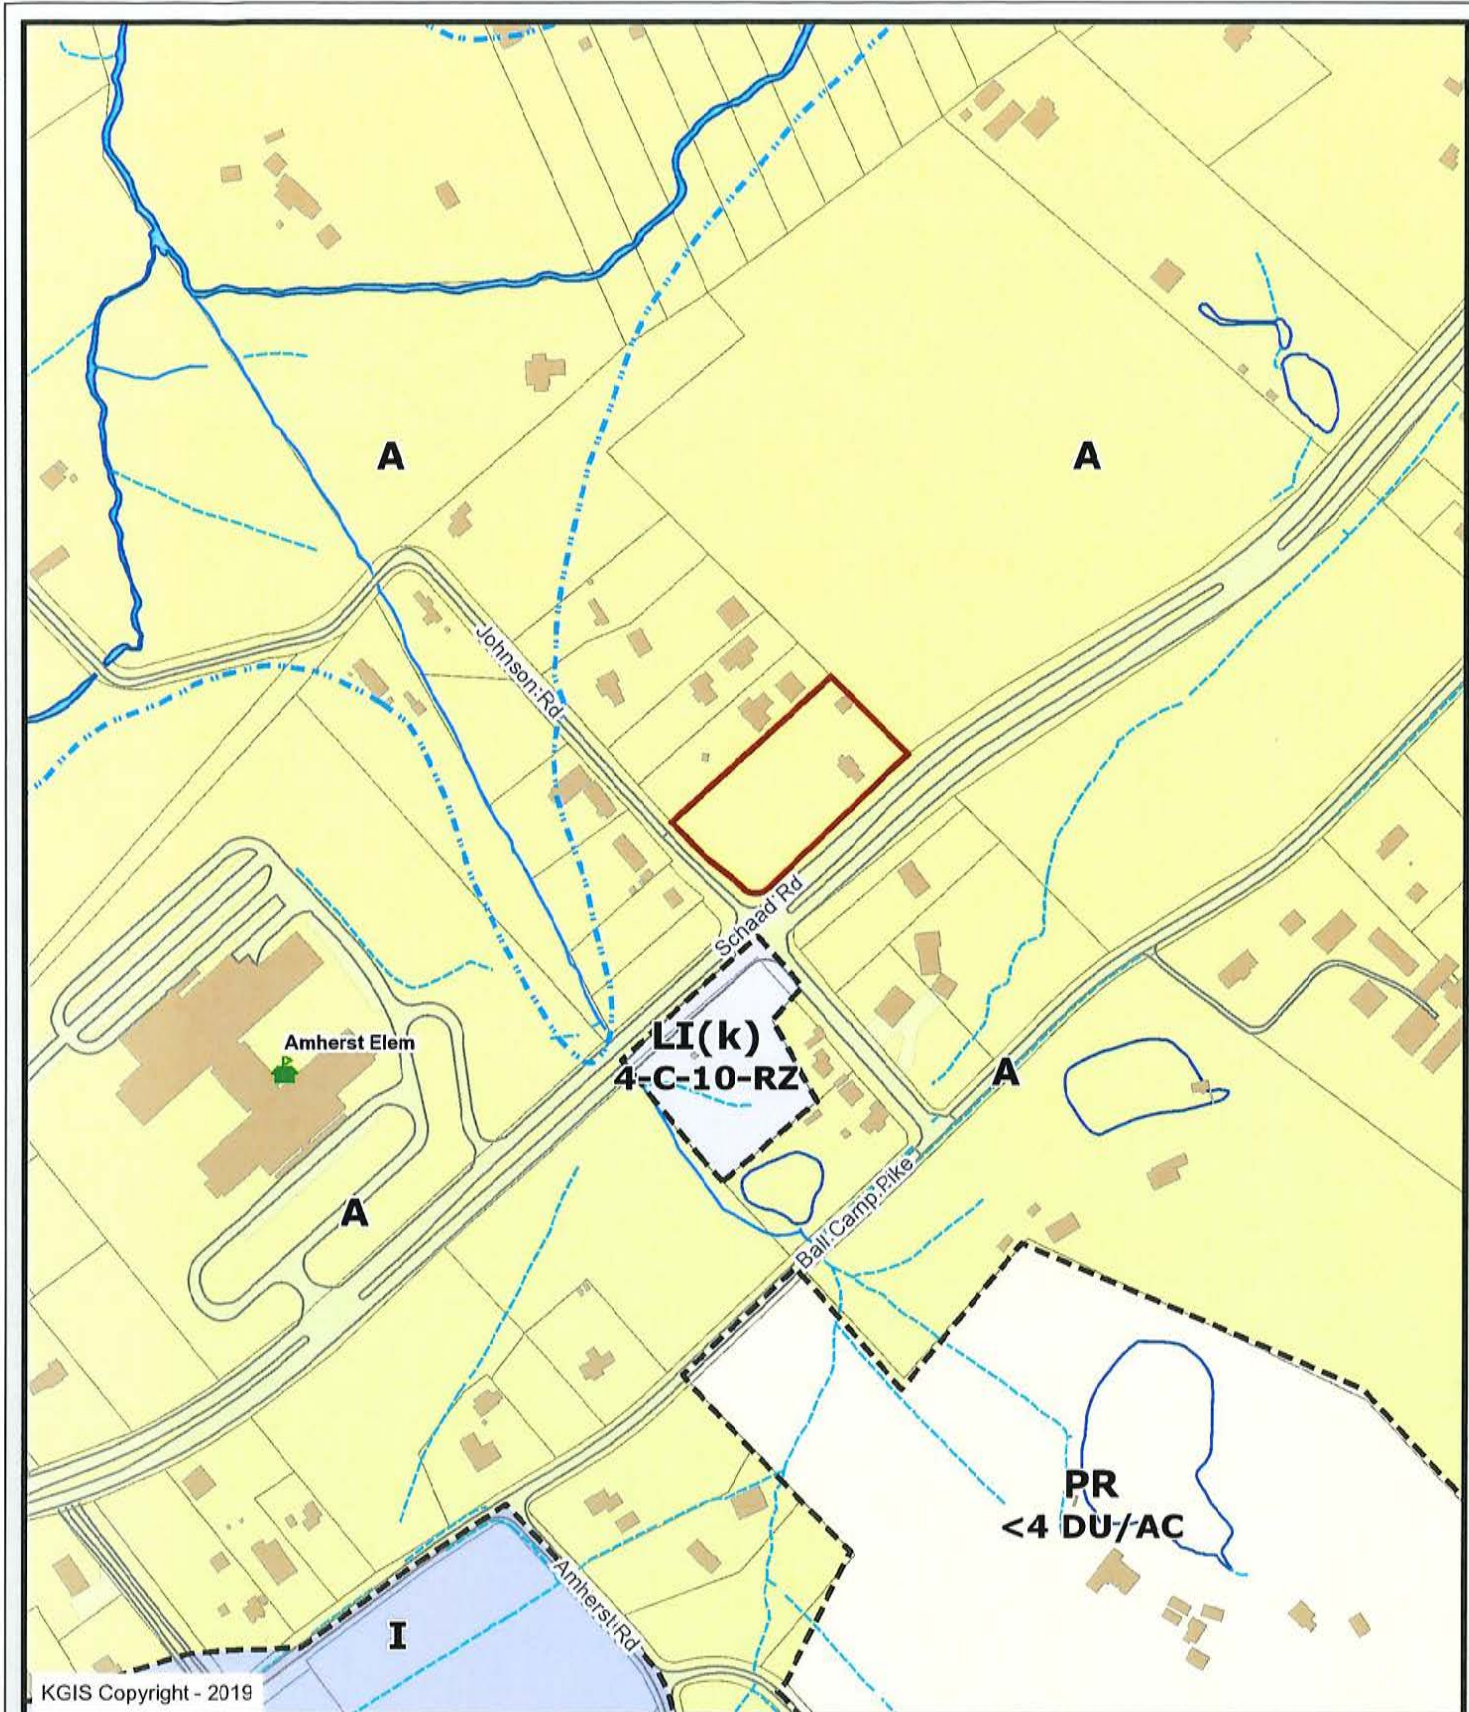 A
A
Johnson Rd
Schaad Rd
LI(k)
4-C-10-RZ
Amherst Elem
A
A
Ball Camp Pike
PR
<4 DU/AC
Amherst Rd
I
KGIS Copyright - 2019